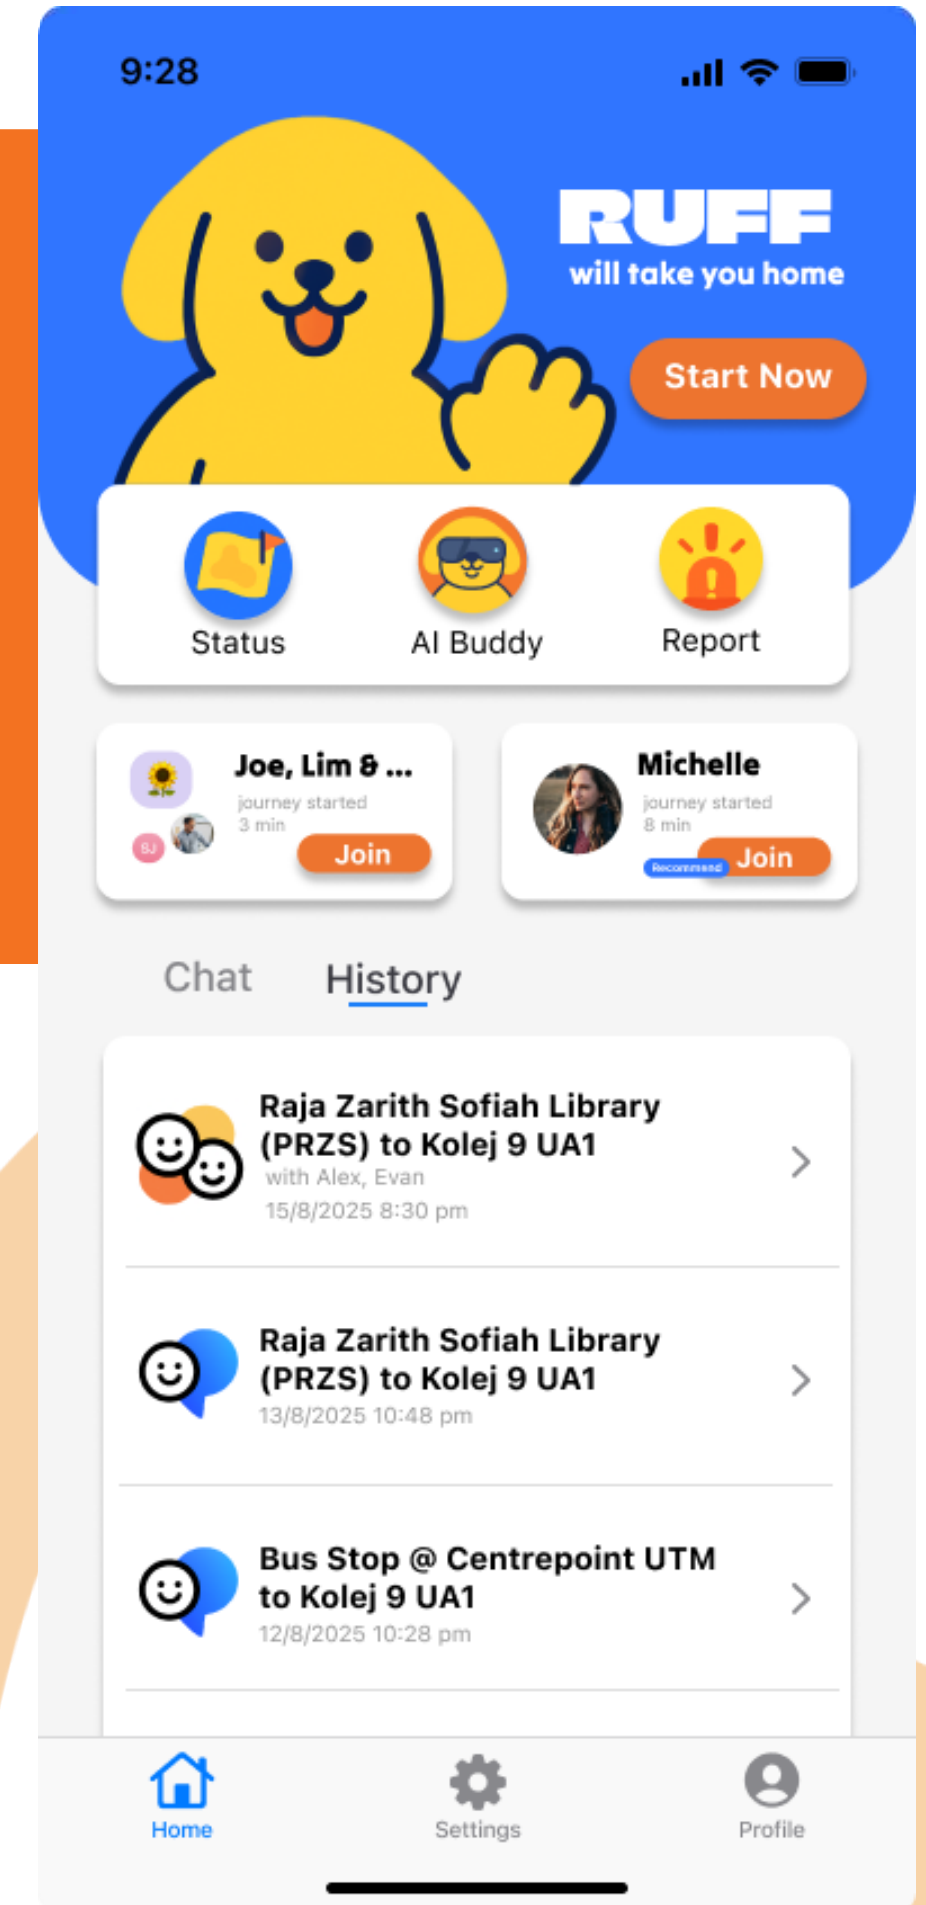 9:28
RUFF
will take you home
Start Now
Status
AI Buddy
Report
Joe, Lim & ...
journey started
3 min
SJ
Join
Michelle
journey started
8 min
Recommend
Join
Chat
History
Raja Zarith Sofiah Library
(PRZS) to Kolej 9 UA1
with Alex, Evan
15/8/2025 8:30 pm
Raja Zarith Sofiah Library
(PRZS) to Kolej 9 UA1
13/8/2025 10:48 pm
Bus Stop @ Centrepoint UTM
to Kolej 9 UA1
12/8/2025 10:28 pm
Home
Settings
Profile